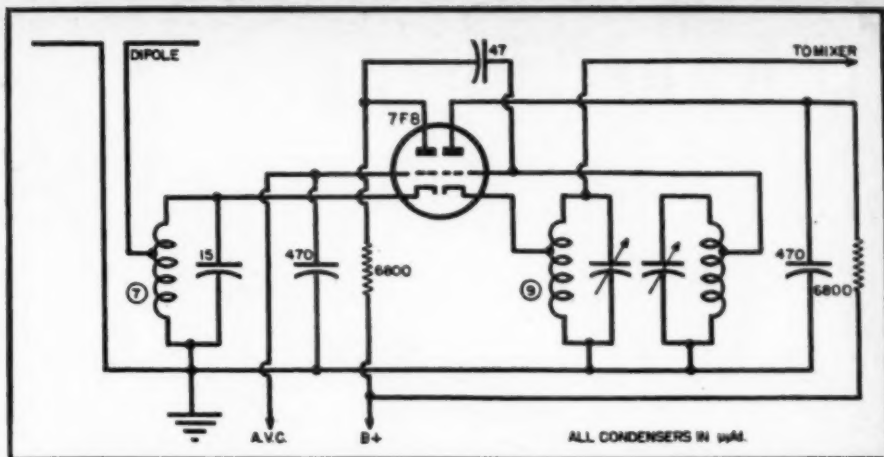 DIPOLE
47
TO MIXER
7F8
15
470
6800
470
6800
7
9
A.V.C.
B+
ALL CONDENSERS IN μμfd.